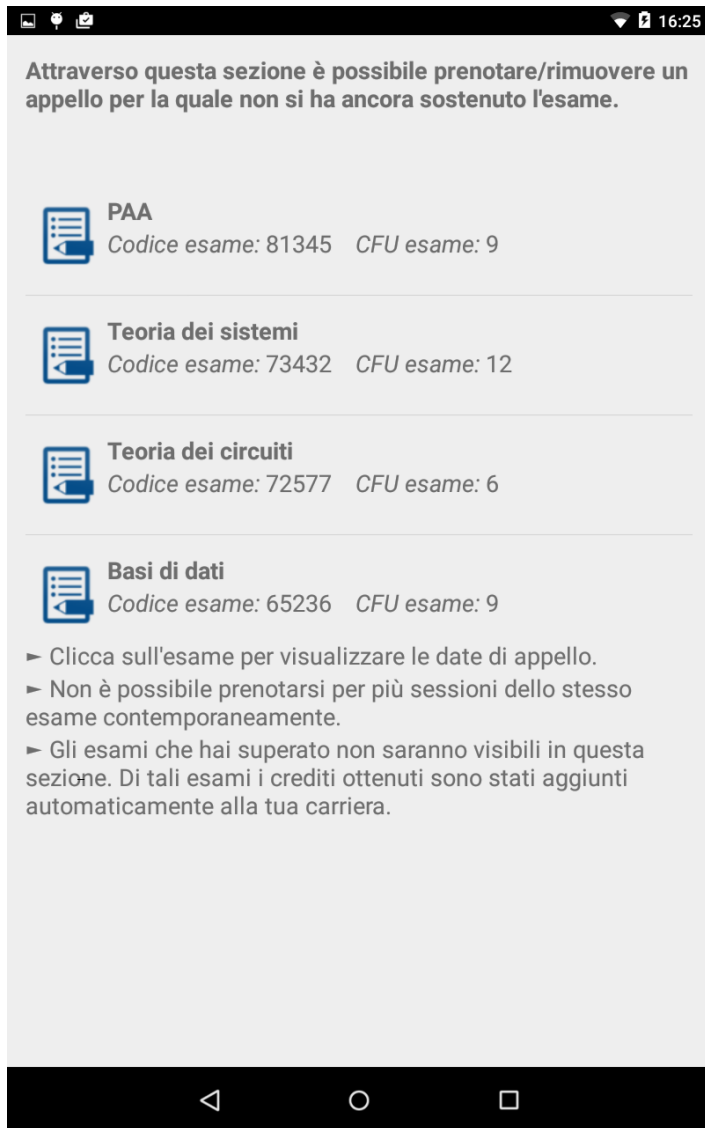 16:25
Attraverso questa sezione è possibile prenotare/rimuovere un
appello per la quale non si ha ancora sostenuto l'esame.
PAA
Codice esame: 81345 CFU esame: 9
Teoria dei sistemi
Codice esame: 73432 CFU esame: 12
Teoria dei circuiti
Codice esame: 72577 CFU esame: 6
Basi di dati
Codice esame: 65236 CFU esame: 9
► Clicca sull'esame per visualizzare le date di appello.
► Non è possibile prenotarsi per più sessioni dello stesso
esame contemporaneamente.
► Gli esami che hai superato non saranno visibili in questa
sezione. Di tali esami i crediti ottenuti sono stati aggiunti
automaticamente alla tua carriera.